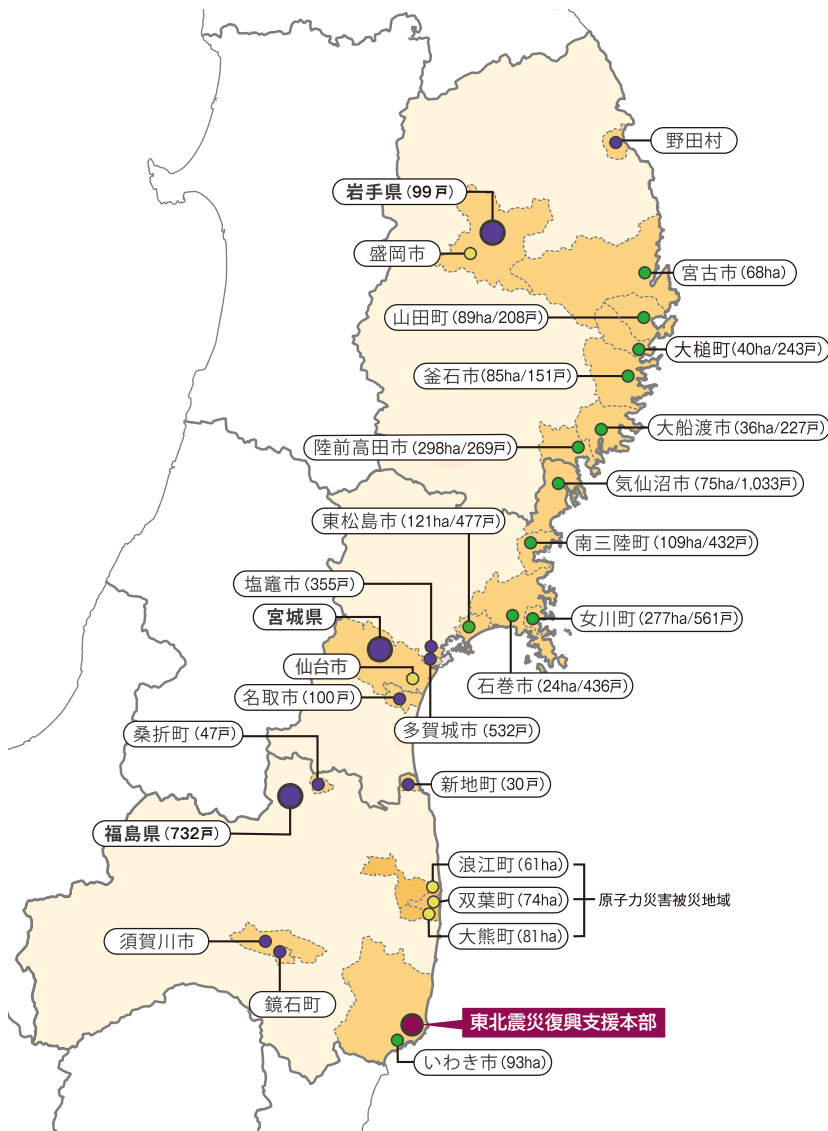 野田村
岩手県(99戸)
盛岡市
宮古市(68ha)
山田町(89ha/208戸)
大槌町(40ha/243戸)
釜石市(85ha/151戸)
大船渡市(36ha/227戸)
陸前高田市(298ha/269戸)
気仙沼市(75ha/1,033戸)
東松島市(121ha/477戸)
南三陸町(109ha/432戸)
塩竈市(355戸)
宮城県
女川町(277ha/561戸)
仙台市
石巻市(24ha/436戸)
名取市(100戸)
多賀城市(532戸)
桑折町(47戸)
新地町(30戸)
福島県(732戸)
浪江町(61ha)
双葉町(74ha)
原子力災害被災地域
大熊町(81ha)
須賀川市
鏡石町
東北震災復興支援本部
いわき市(93ha)